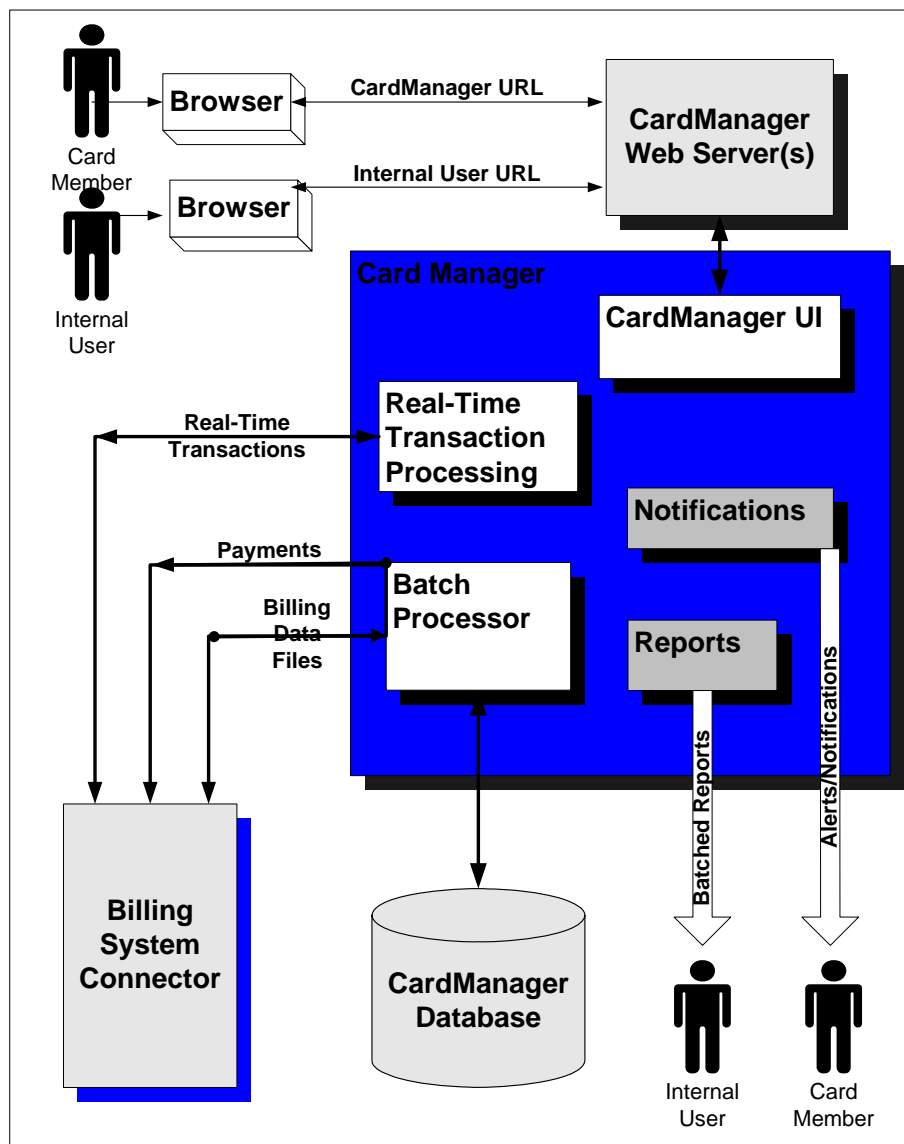 Browser
CardManager URL
CardManager
Web Server(s)
Card
Member
Browser
Internal User URL
Internal
User
Card Manager
CardManager UI
Real-Time
Transactions
Real-Time
Transaction
Processing
Notifications
Payments
Batch
Processor
Billing
Data
Files
Reports
Batched Reports
Alerts/Notifications
Billing
System
Connector
CardManager
Database
Internal
User
Card
Member